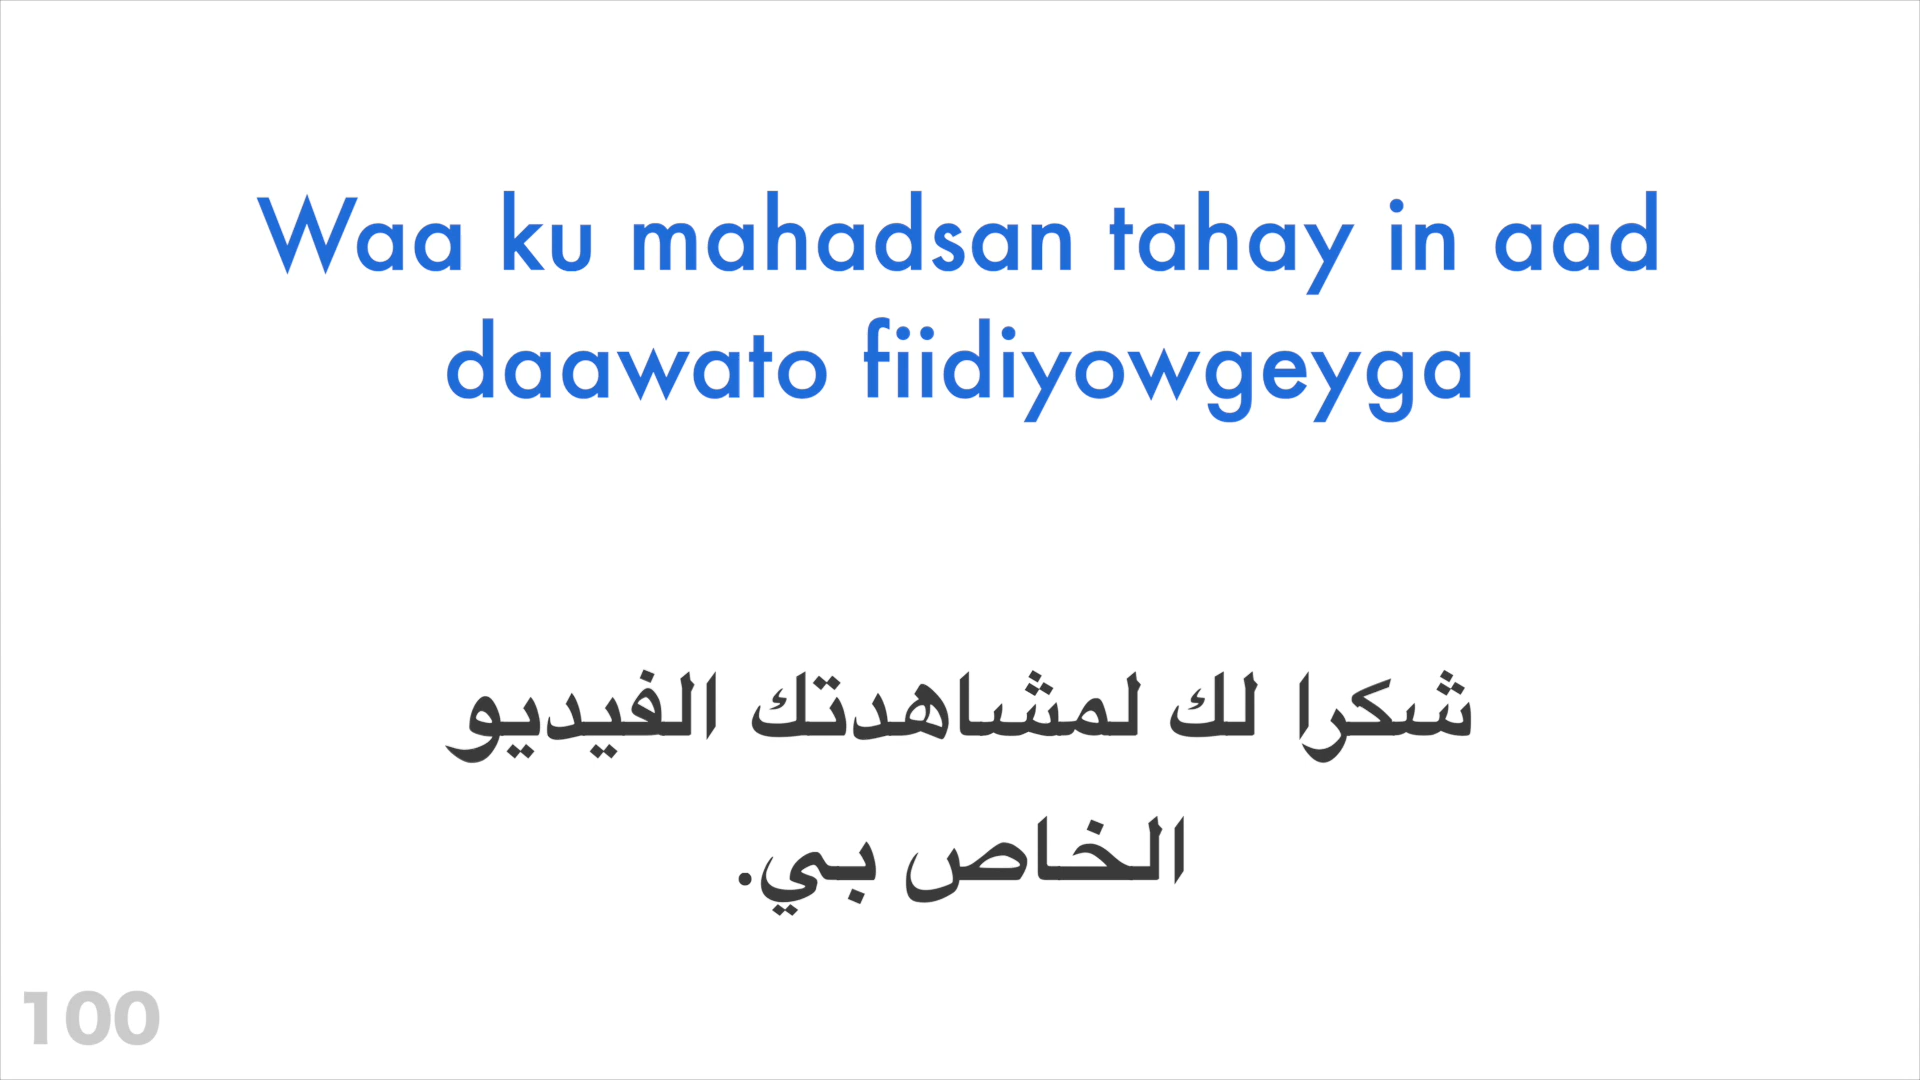 Waa ku mahadsan tahay in aad
daawato fiidiyowgeyga
شكرا لك لمشاهدتك الفيديو
الخاص بي.
100